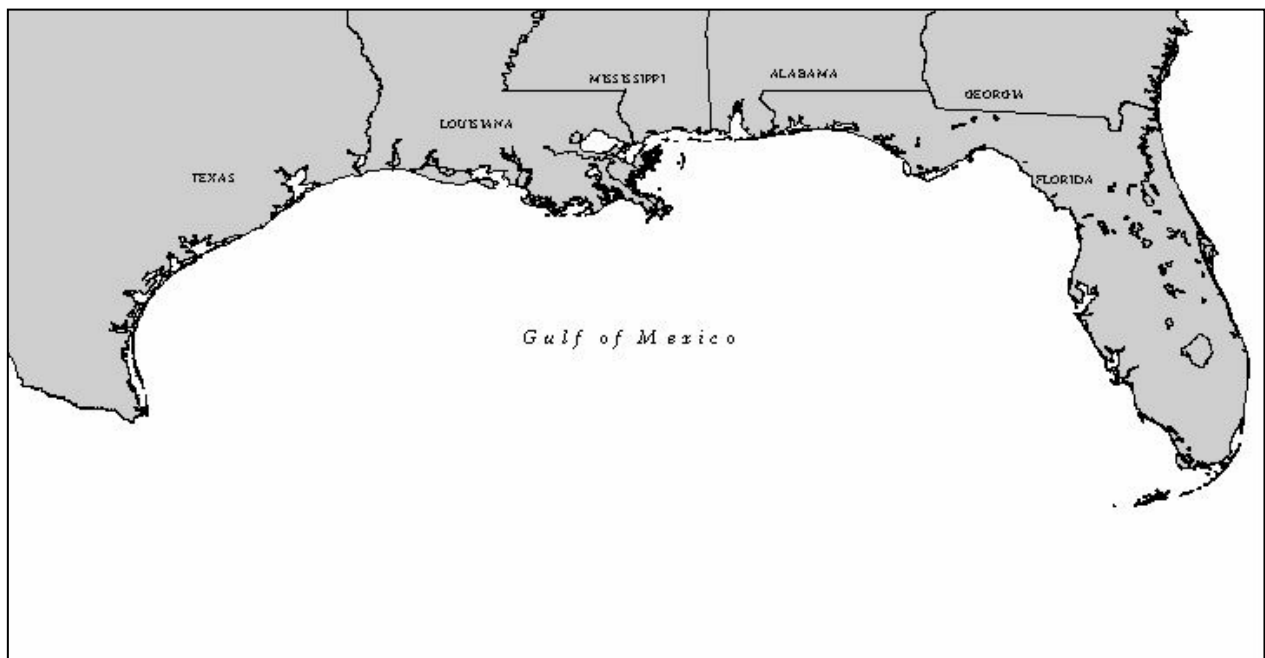 MISSISSIPPI
ALABAMA
GEORGIA
LOUISIANA
TEXAS
FLORIDA
Gulf of Mexico